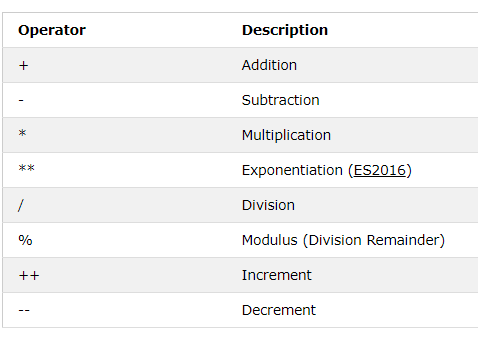 Operator Description
+ Addition
- Subtraction
* Multiplication
** Exponentiation (ES2016)
/ Division
% Modulus (Division Remainder)
++ Increment
-- Decrement